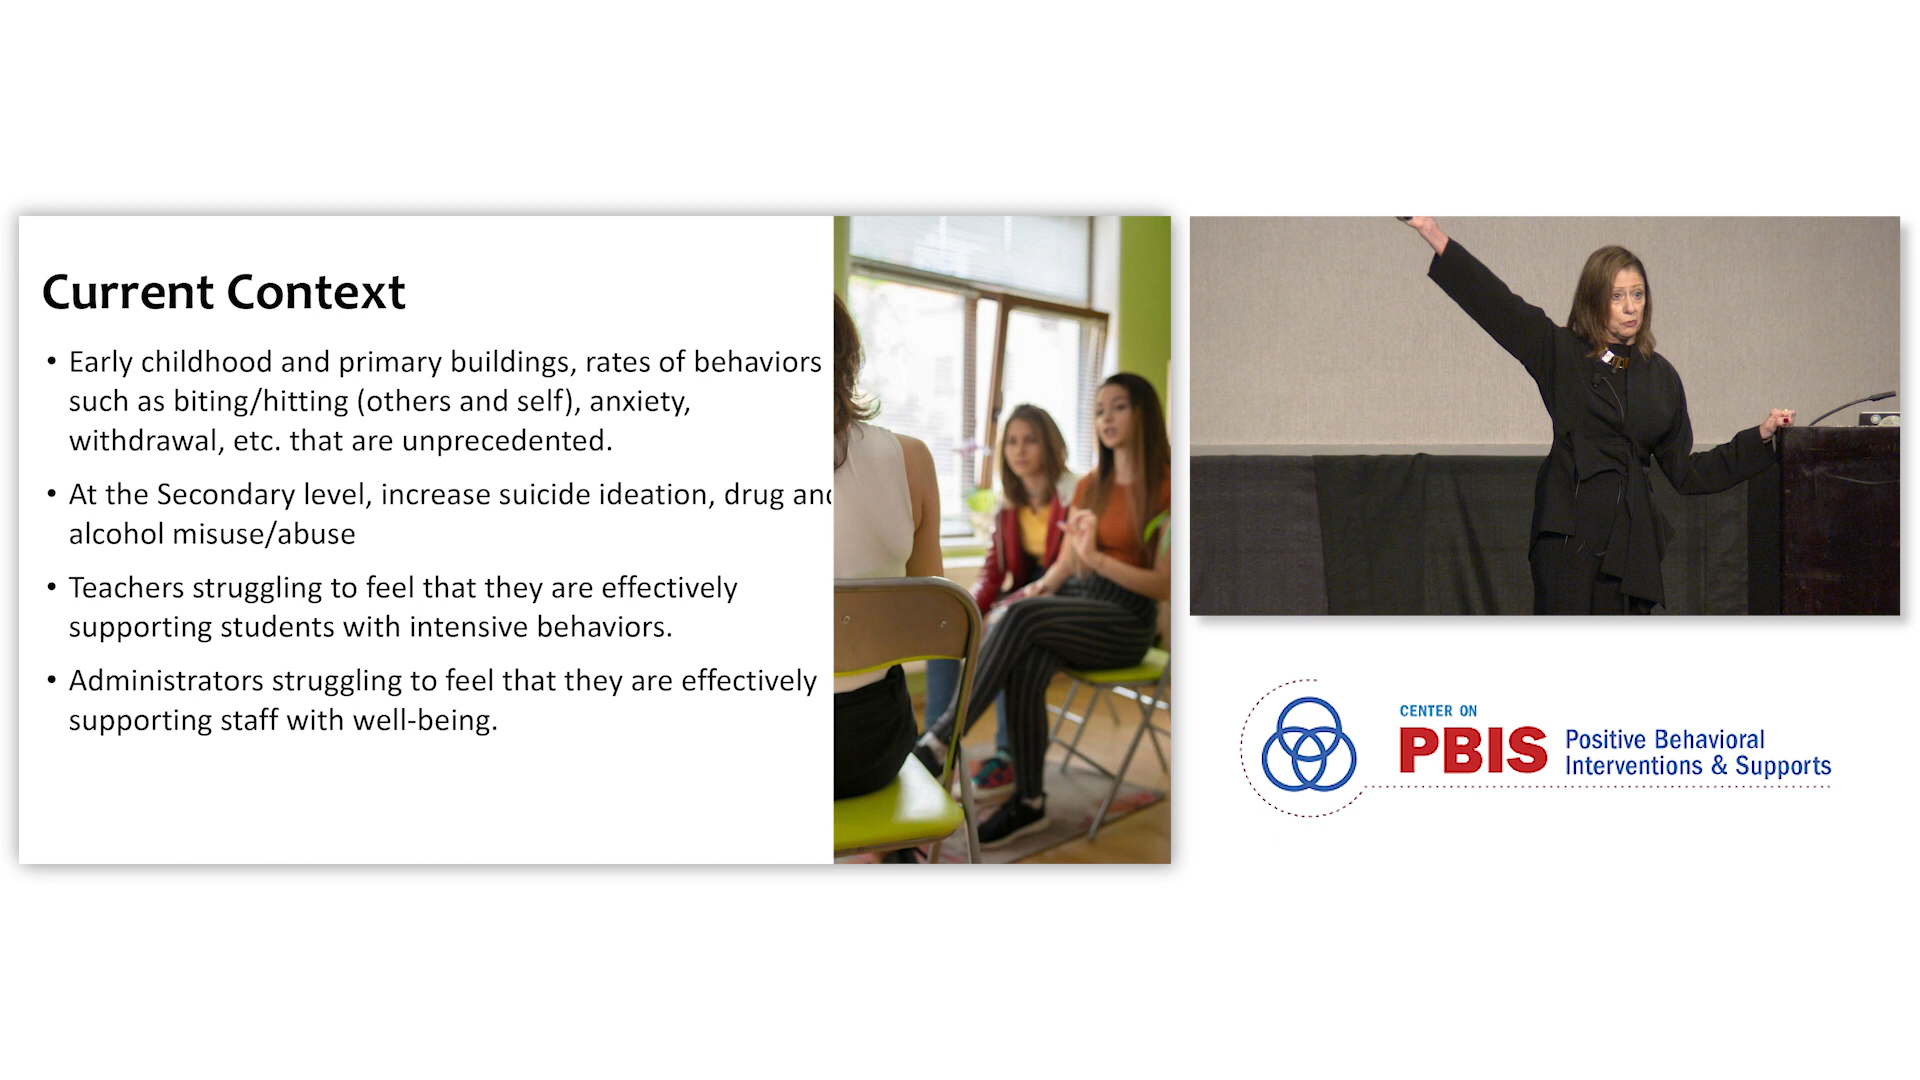 Current Context
• Early childhood and primary buildings, rates of behaviors
such as biting/hitting (others and self), anxiety,
withdrawal, etc. that are unprecedented.
• At the Secondary level, increase suicide ideation, drug and
alcohol misuse/abuse
• Teachers struggling to feel that they are effectively
supporting students with intensive behaviors.
• Administrators struggling to feel that they are effectively
supporting staff with well-being.
CENTER ON
PBIS
Positive Behavioral
Interventions & Supports